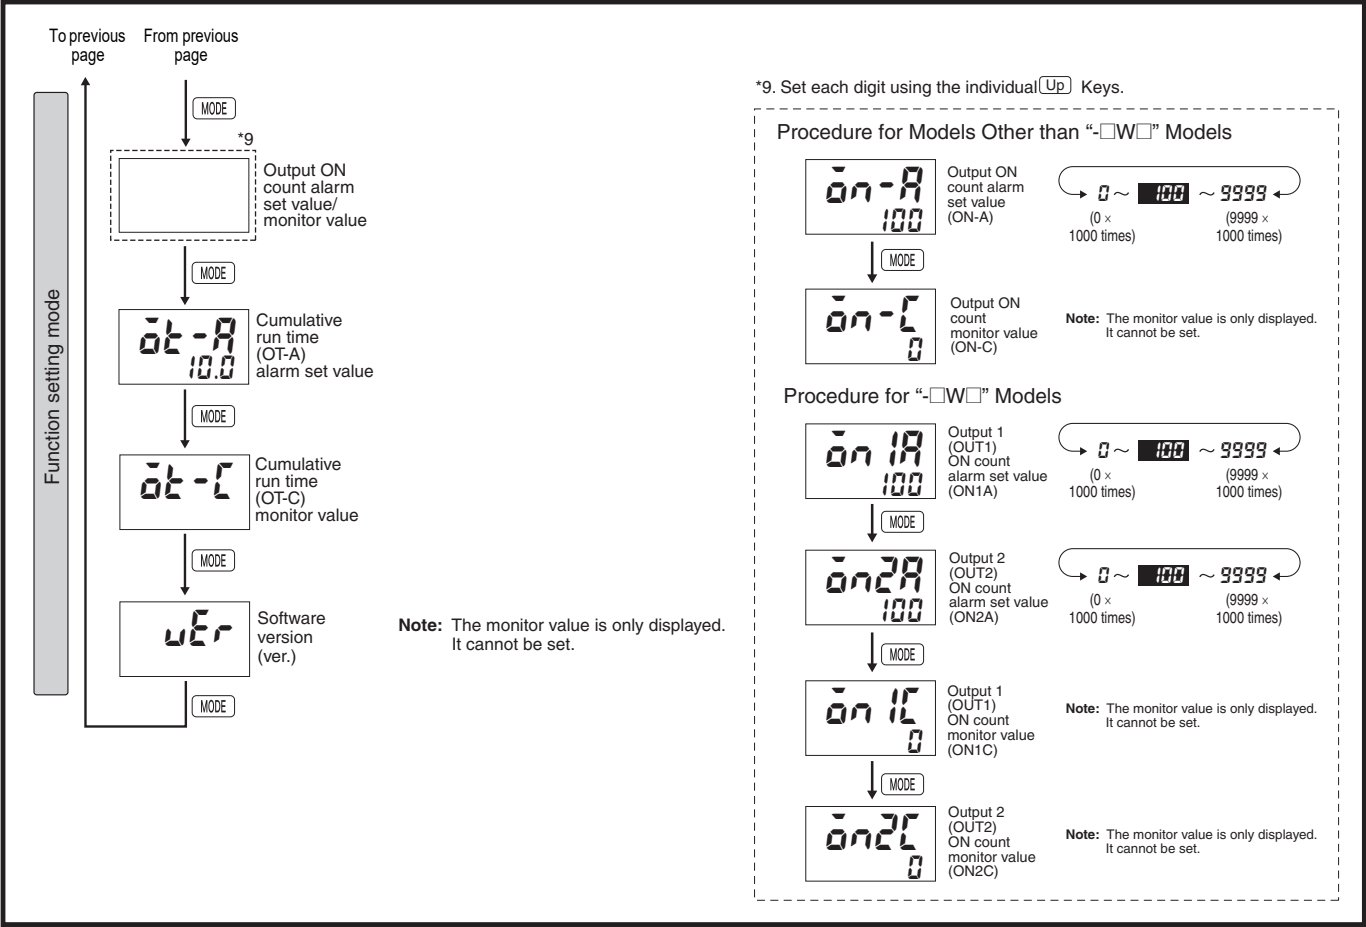 To previous
page
From previous
page
MODE
*9
Output ON
count alarm
set value/
monitor value
MODE
Function setting mode
ot-A
10.0
Cumulative
run time
(OT-A)
alarm set value
MODE
ot-C
Cumulative
run time
(OT-C)
monitor value
MODE
vEr
Software
version
(ver.)
Note: The monitor value is only displayed.
It cannot be set.
MODE
*9. Set each digit using the individual Up Keys.
Procedure for Models Other than “-□W□” Models
on-A
100
Output ON
count alarm
set value
(ON-A)
0 ~ 100 ~ 9999
(0 ×
1000 times)
(9999 ×
1000 times)
MODE
on-C
0
Output ON
count
monitor value
(ON-C)
Note: The monitor value is only displayed.
It cannot be set.
Procedure for “-□W□” Models
on1A
100
Output 1
(OUT1)
ON count
alarm set value
(ON1A)
0 ~ 100 ~ 9999
(0 ×
1000 times)
(9999 ×
1000 times)
MODE
on2A
100
Output 2
(OUT2)
ON count
alarm set value
(ON2A)
0 ~ 100 ~ 9999
(0 ×
1000 times)
(9999 ×
1000 times)
MODE
on1C
0
Output 1
(OUT1)
ON count
monitor value
(ON1C)
Note: The monitor value is only displayed.
It cannot be set.
MODE
on2C
0
Output 2
(OUT2)
ON count
monitor value
(ON2C)
Note: The monitor value is only displayed.
It cannot be set.